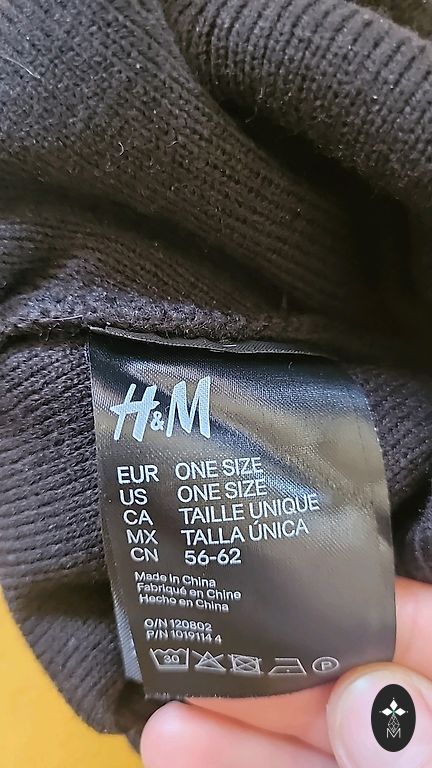 H&M
EUR ONE SIZE
US ONE SIZE
CA TAILLE UNIQUE
MX TALLA ÚNICA
CN 56-62
Made in China
Fabriqué en Chine
Hecho en China
O/N 120802
P/N 1019114 4
30 P
M